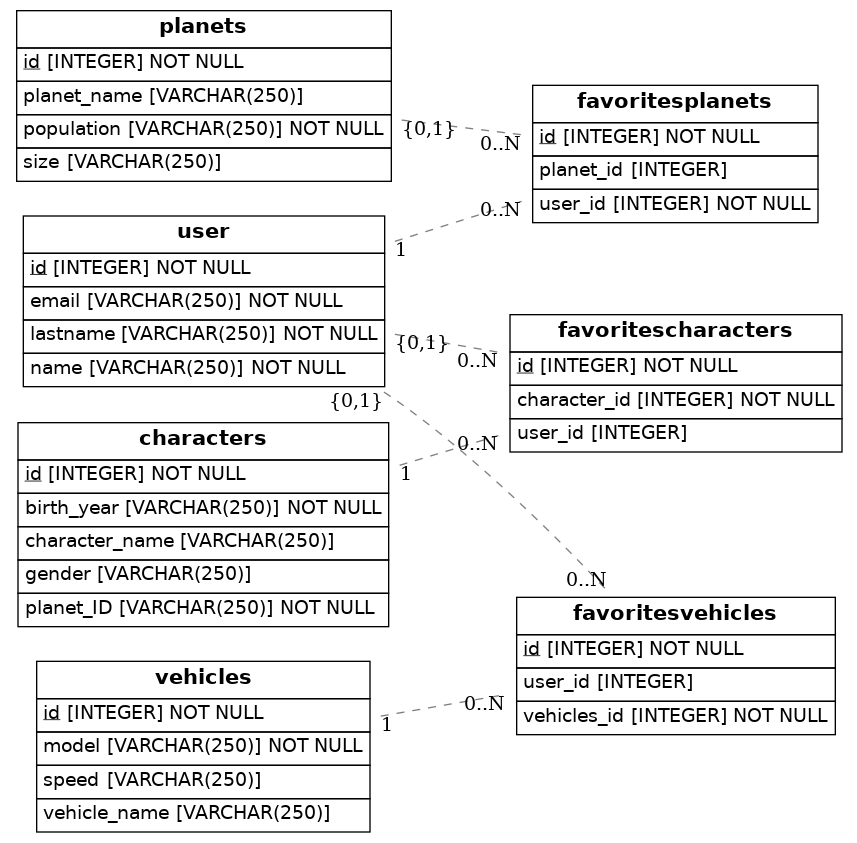 planets
id [INTEGER] NOT NULL
planet_name [VARCHAR(250)]
population [VARCHAR(250)] NOT NULL
size [VARCHAR(250)]
{0,1}
0..N
favoritesplanets
id [INTEGER] NOT NULL
planet_id [INTEGER]
user_id [INTEGER] NOT NULL
0..N
1
user
id [INTEGER] NOT NULL
email [VARCHAR(250)] NOT NULL
lastname [VARCHAR(250)] NOT NULL
name [VARCHAR(250)] NOT NULL
{0,1}
0..N
{0,1}
favoritescharacters
id [INTEGER] NOT NULL
character_id [INTEGER] NOT NULL
user_id [INTEGER]
0..N
1
characters
id [INTEGER] NOT NULL
birth_year [VARCHAR(250)] NOT NULL
character_name [VARCHAR(250)]
gender [VARCHAR(250)]
planet_ID [VARCHAR(250)] NOT NULL
0..N
favoritesvehicles
id [INTEGER] NOT NULL
user_id [INTEGER]
vehicles_id [INTEGER] NOT NULL
0..N
1
vehicles
id [INTEGER] NOT NULL
model [VARCHAR(250)] NOT NULL
speed [VARCHAR(250)]
vehicle_name [VARCHAR(250)]